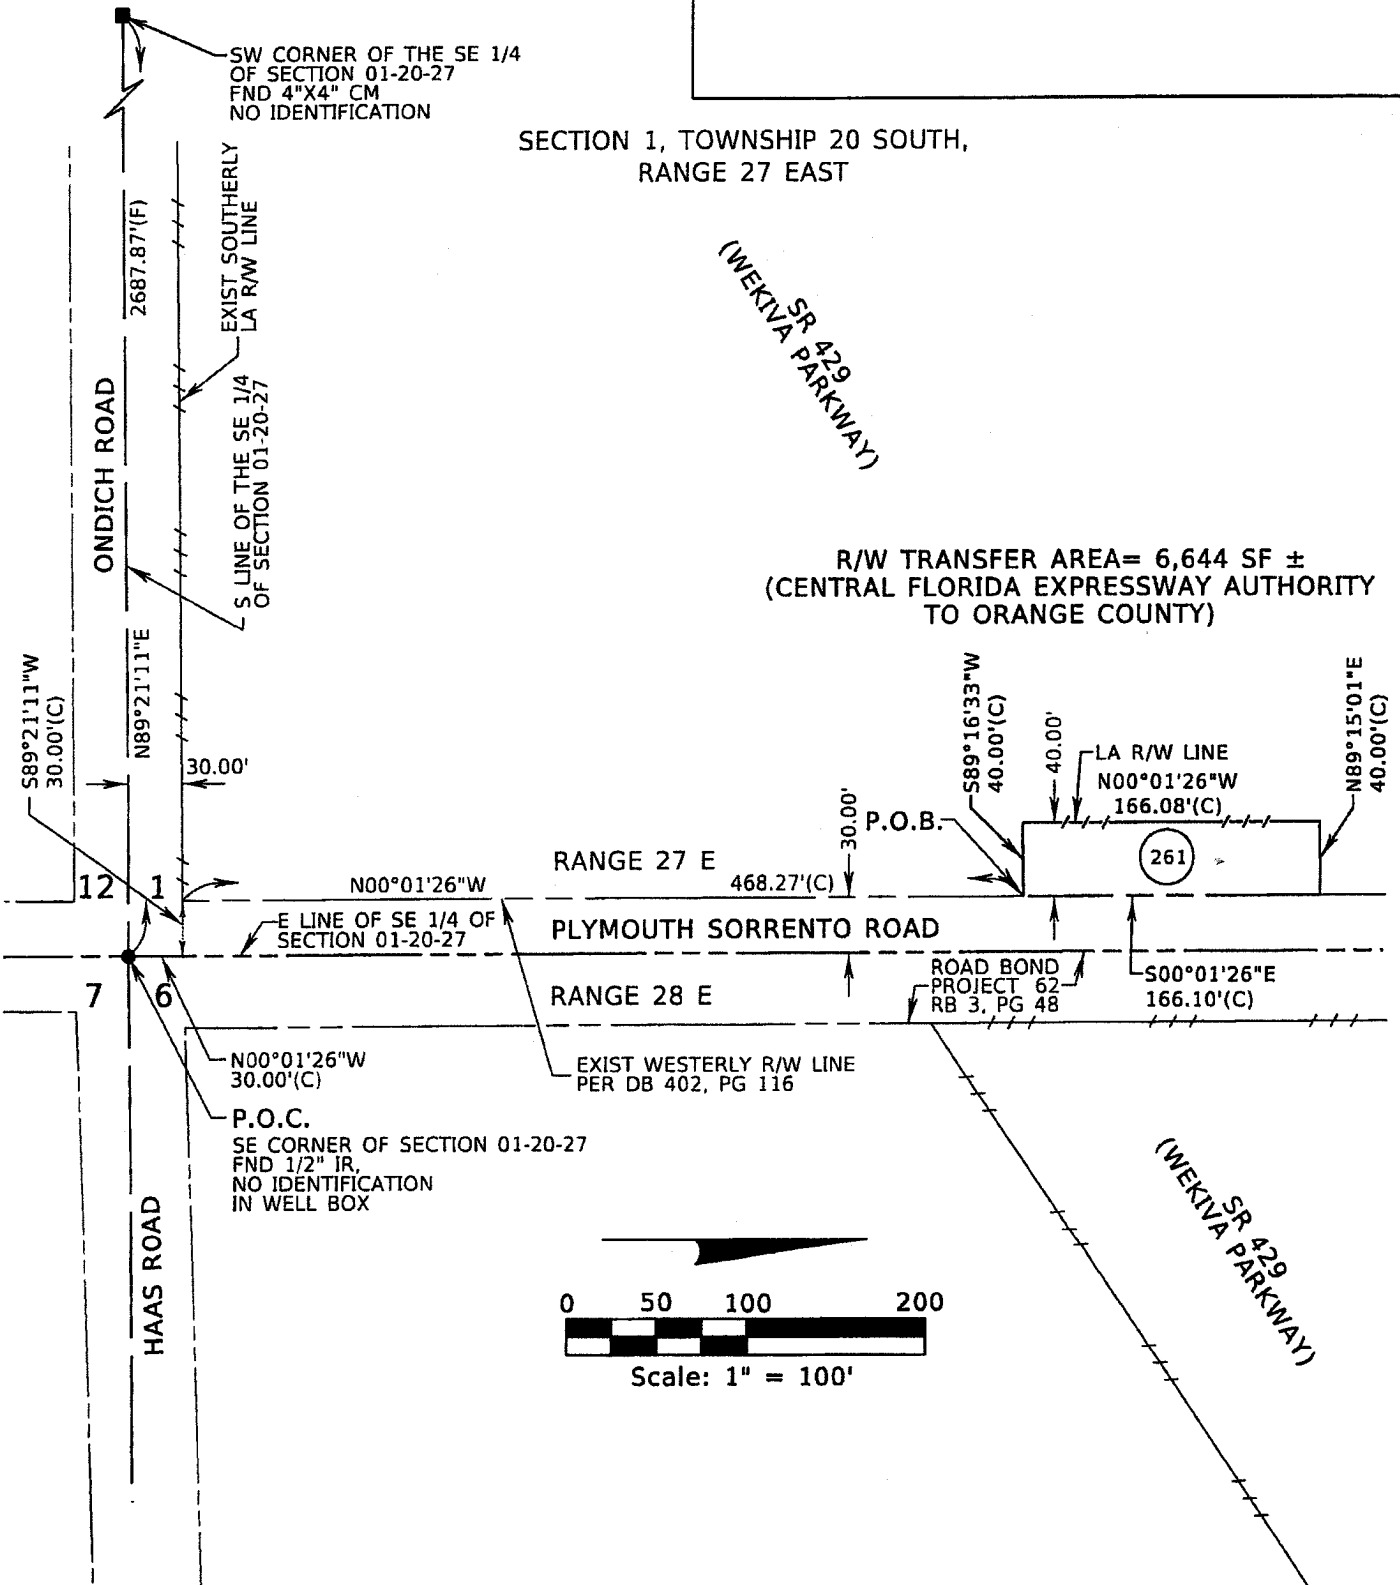 SW CORNER OF THE SE 1/4
OF SECTION 01-20-27
FND 4"X4" CM
NO IDENTIFICATION
SECTION 1, TOWNSHIP 20 SOUTH,
RANGE 27 EAST
2687.87'(F)
EXIST SOUTHERLY
LA R/W LINE
SR 429
(WEKIVA PARKWAY)
ONDICH ROAD
S LINE OF THE SE 1/4
OF SECTION 01-20-27
R/W TRANSFER AREA= 6,644 SF ±
(CENTRAL FLORIDA EXPRESSWAY AUTHORITY
TO ORANGE COUNTY)
S89°21'11"W
30.00'(C)
N89°21'11"E
30.00'
S89°16'33"W
40.00'(C)
40.00'
LA R/W LINE
N00°01'26"W
166.08'(C)
N89°15'01"E
40.00'(C)
30.00'
P.O.B.
261
12
1
N00°01'26"W
RANGE 27 E
468.27'(C)
E LINE OF SE 1/4 OF
SECTION 01-20-27
PLYMOUTH SORRENTO ROAD
7
6
RANGE 28 E
ROAD BOND
PROJECT 62
RB 3, PG 48
S00°01'26"E
166.10'(C)
N00°01'26"W
30.00'(C)
EXIST WESTERLY R/W LINE
PER DB 402, PG 116
P.O.C.
SE CORNER OF SECTION 01-20-27
FND 1/2" IR,
NO IDENTIFICATION
IN WELL BOX
HAAS ROAD
SR 429
(WEKIVA PARKWAY)
0 50 100 200
Scale: 1" = 100'